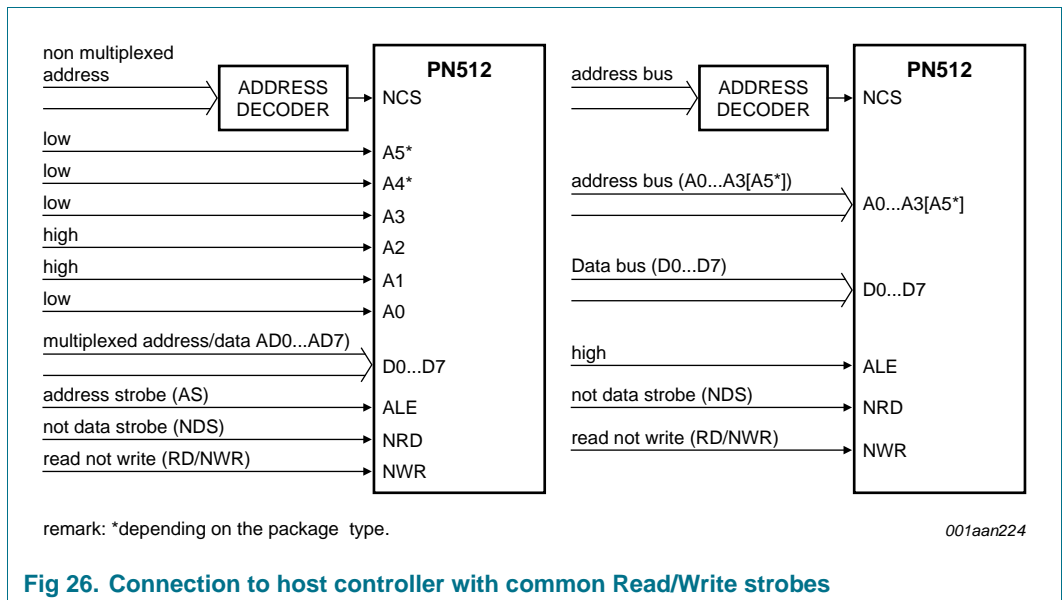 non multiplexed
address
ADDRESS
DECODER
PN512
NCS
low
A5*
low
A4*
low
A3
high
A2
high
A1
low
A0
multiplexed address/data AD0...AD7)
D0...D7
address strobe (AS)
ALE
not data strobe (NDS)
NRD
read not write (RD/NWR)
NWR
address bus
ADDRESS
DECODER
PN512
NCS
address bus (A0...A3[A5*])
A0...A3[A5*]
Data bus (D0...D7)
D0...D7
high
ALE
not data strobe (NDS)
NRD
read not write (RD/NWR)
NWR
remark: *depending on the package type.
001aan224
Fig 26. Connection to host controller with common Read/Write strobes